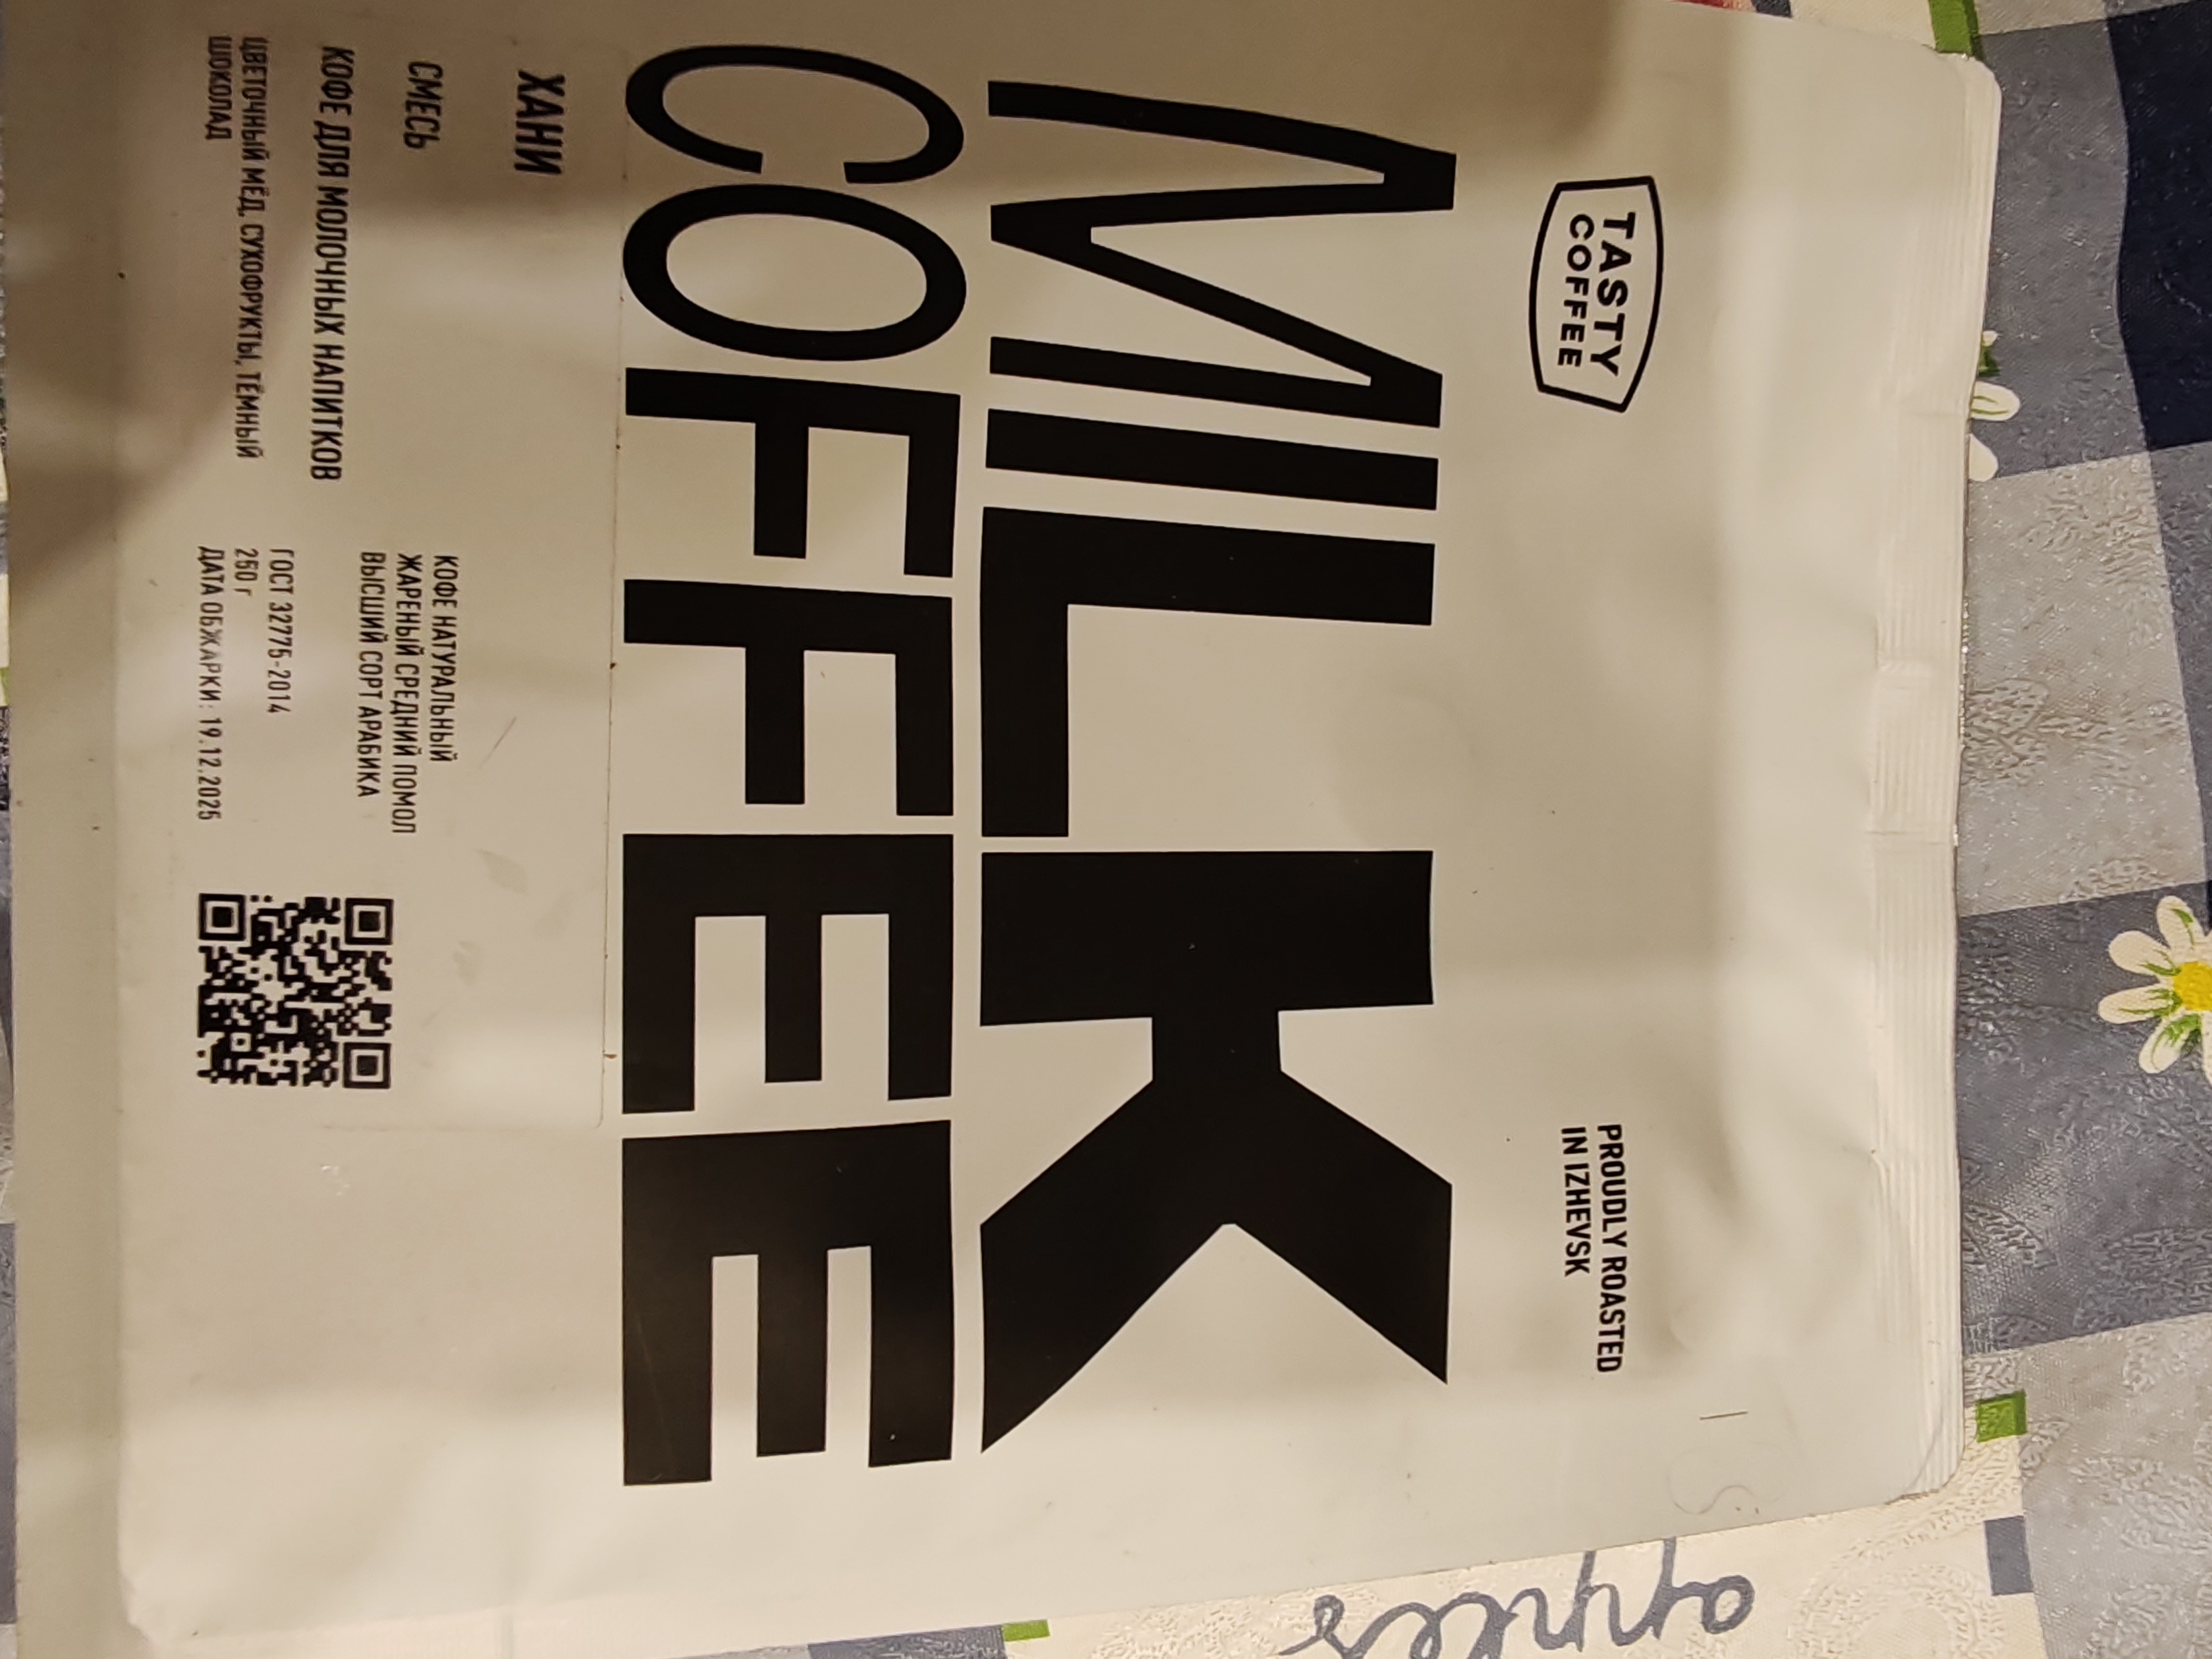 TASTY
COFFEE
PROUDLY ROASTED
IN IZHEVSK
MILK
COFFEE
ХАНИ
СМЕСЬ
КОФЕ ДЛЯ МОЛОЧНЫХ НАПИТКОВ
ЦВЕТОЧНЫЙ МЁД, СУХОФРУКТЫ, ТЁМНЫЙ
ШОКОЛАД
КОФЕ НАТУРАЛЬНЫЙ
ЖАРЕНЫЙ СРЕДНИЙ ПОМОЛ
ВЫСШИЙ СОРТ АРАБИКА
ГОСТ 32775-2014
250 г
ДАТА ОБЖАРКИ: 19.12.2025
apples